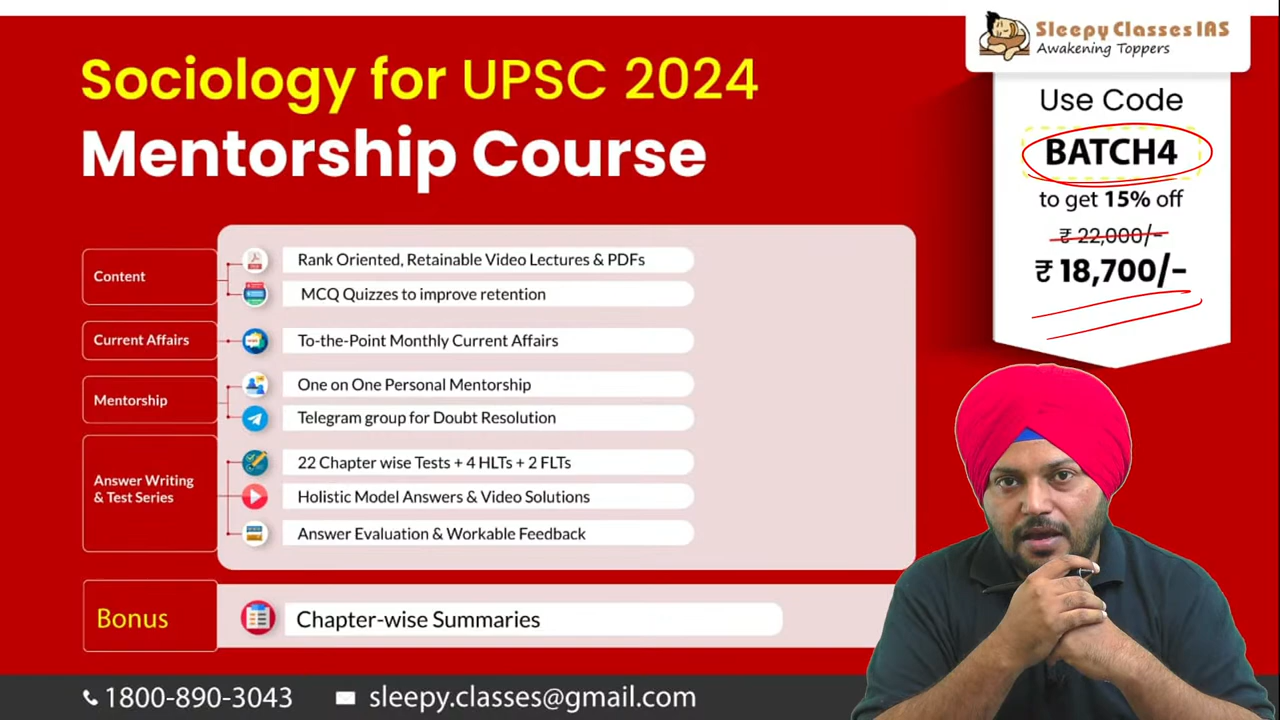 Sleepy Classes IAS
Awakening Toppers
Sociology for UPSC 2024
Mentorship Course
Use Code
BATCH4
to get 15% off
₹ 22,000/-
₹ 18,700/-
Content
Rank Oriented, Retainable Video Lectures & PDFs
MCQ Quizzes to improve retention
Current Affairs
To-the-Point Monthly Current Affairs
Mentorship
One on One Personal Mentorship
Telegram group for Doubt Resolution
Answer Writing
& Test Series
22 Chapter wise Tests + 4 HLTs + 2 FLTs
Holistic Model Answers & Video Solutions
Answer Evaluation & Workable Feedback
Bonus
Chapter-wise Summaries
1800-890-3043
sleepy.classes@gmail.com